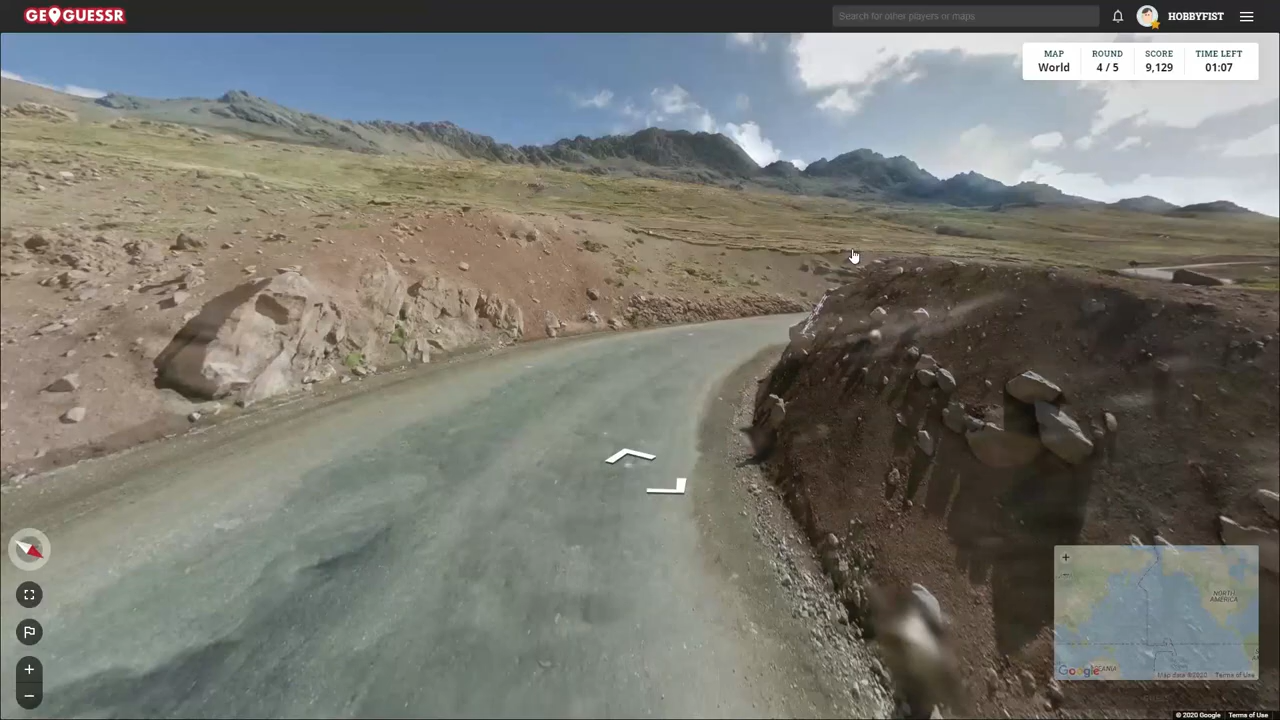 GEOGUESSR
Search for other players or maps
HOBBYFIST
MAP
World
ROUND
4 / 5
SCORE
9,129
TIME LEFT
01:07
NORTH
AMERICA
Google
Map data ©2020
Terms of Use
© 2020 Google
Terms of Use